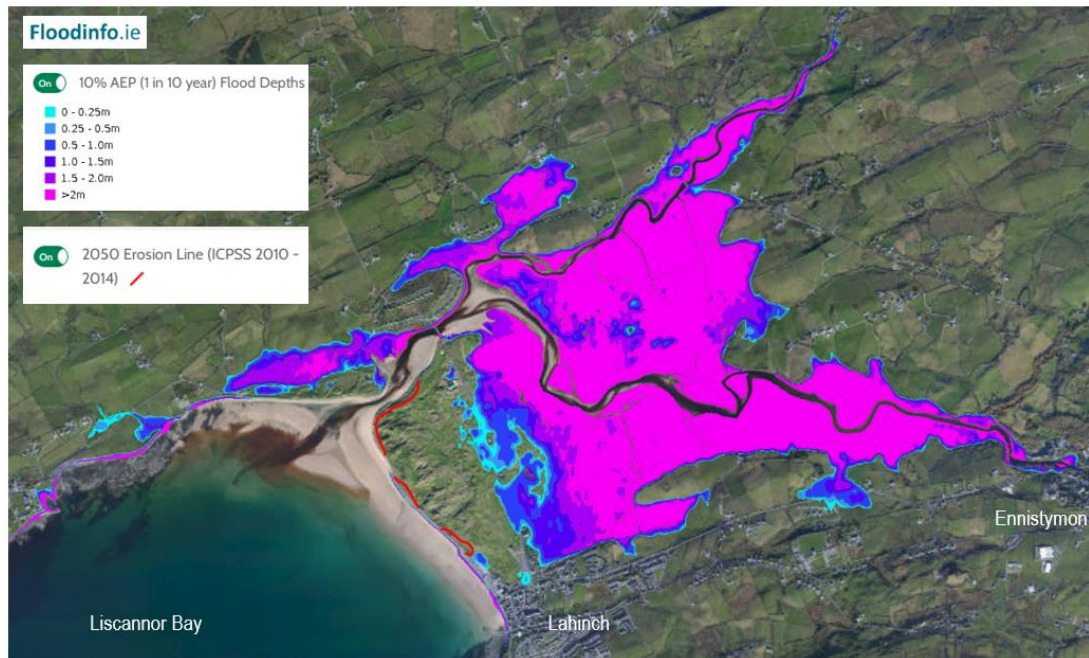 Floodinfo.ie
On 10% AEP (1 in 10 year) Flood Depths
0 - 0.25m
0.25 - 0.5m
0.5 - 1.0m
1.0 - 1.5m
1.5 - 2.0m
>2m
On 2050 Erosion Line (ICPSS 2010 -
2014)
Ennistymon
Liscannor Bay
Lahinch